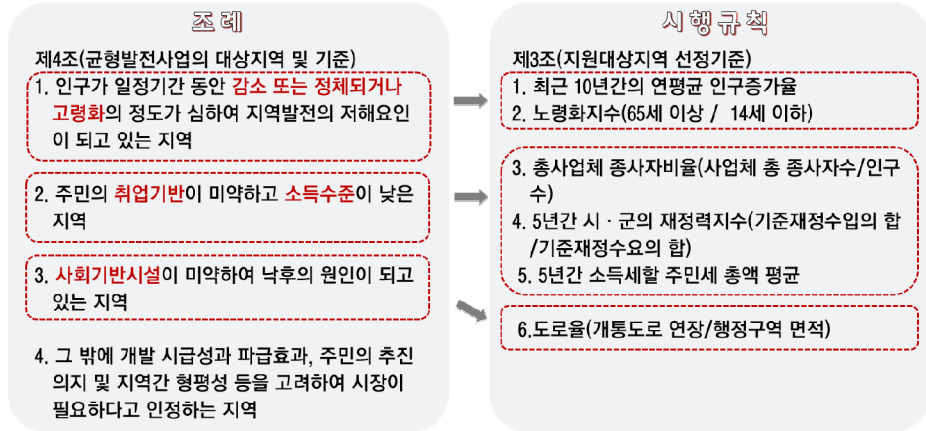 조례
제4조(균형발전사업의 대상지역 및 기준)
1. 인구가 일정기간 동안 감소 또는 정체되거나
고령화의 정도가 심하여 지역발전의 저해요인
이 되고 있는 지역
2. 주민의 취업기반이 미약하고 소득수준이 낮은
지역
3. 사회기반시설이 미약하여 낙후의 원인이 되고
있는 지역
4. 그 밖에 개발 시급성과 파급효과, 주민의 추진
의지 및 지역간 형평성 등을 고려하여 시장이
필요하다고 인정하는 지역
시행규칙
제3조(지원대상지역 선정기준)
1. 최근 10년간의 연평균 인구증가율
2. 노령화지수(65세 이상 / 14세 이하)
3. 총사업체 종사자비율(사업체 총 종사자수/인구
수)
4. 5년간 시·군의 재정력지수(기준재정수입의 합
/기준재정수요의 합)
5. 5년간 소득세할 주민세 총액 평균
6.도로율(개통도로 연장/행정구역 면적)